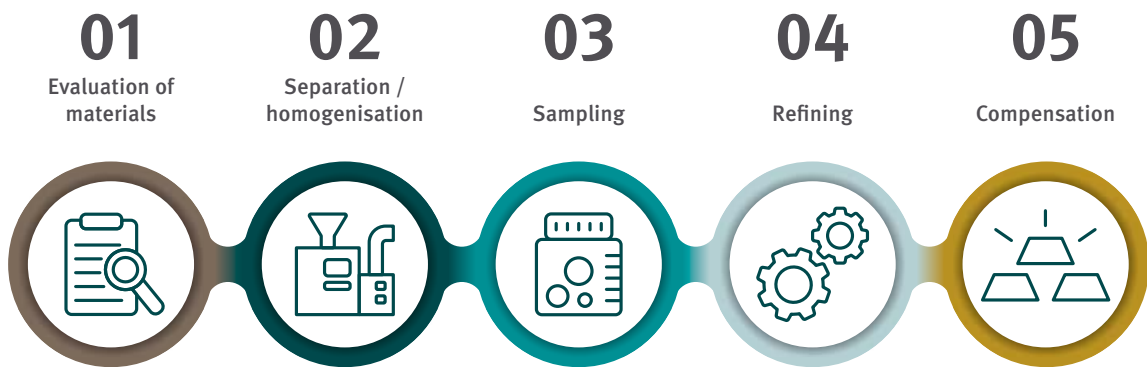 01
Evaluation of
materials
02
Separation /
homogenisation
03
Sampling
04
Refining
05
Compensation